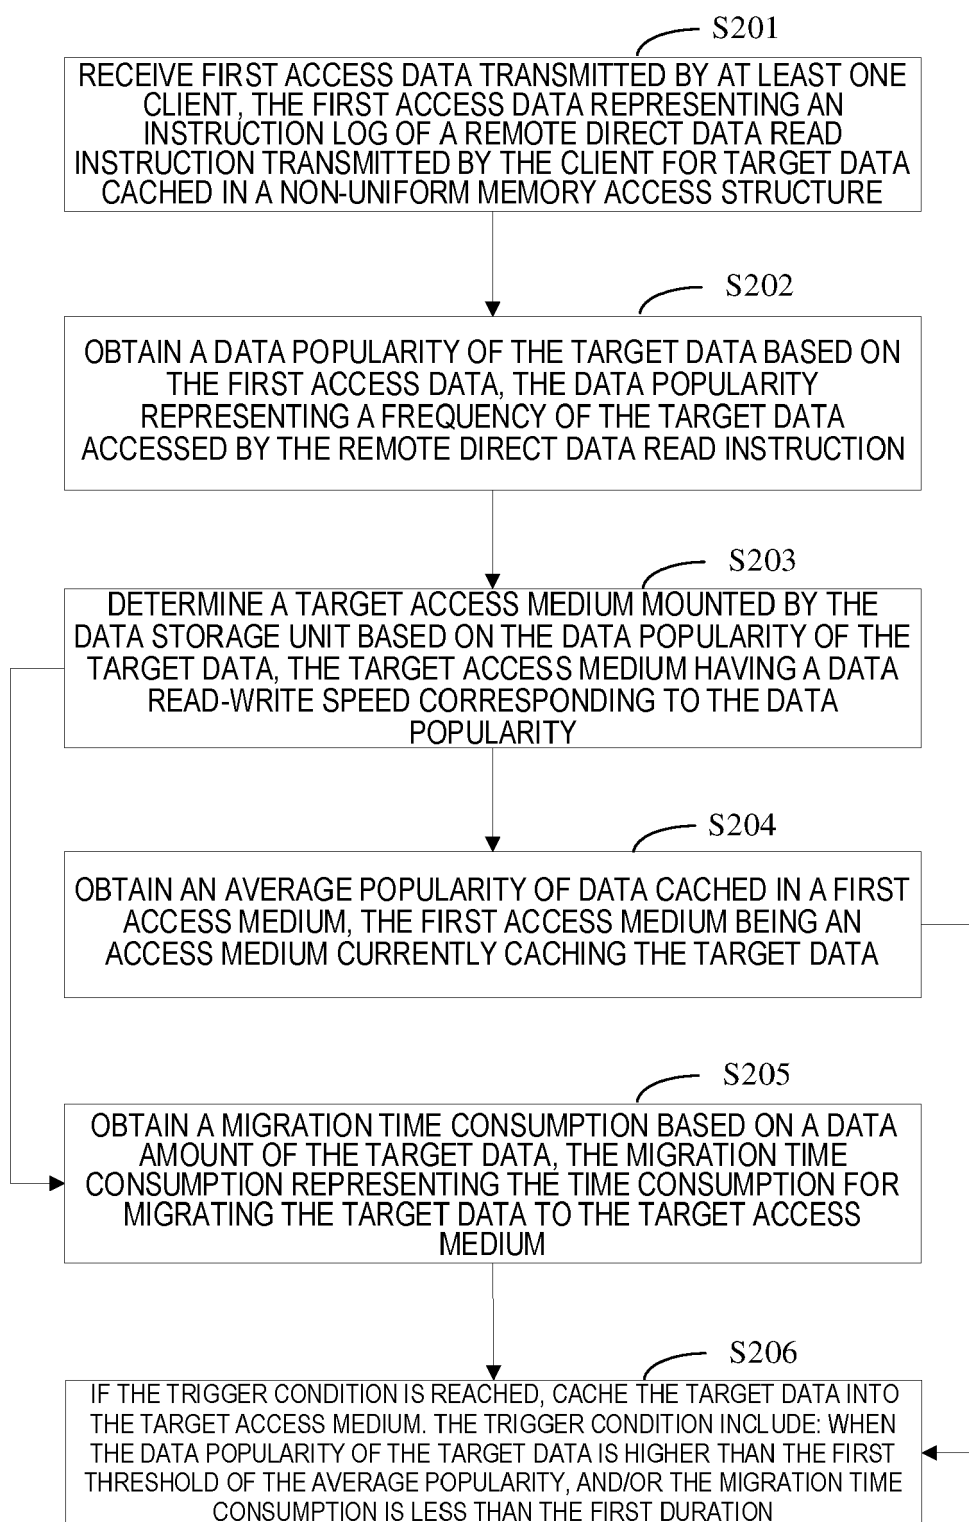 S201
RECEIVE FIRST ACCESS DATA TRANSMITTED BY AT LEAST ONE
CLIENT, THE FIRST ACCESS DATA REPRESENTING AN
INSTRUCTION LOG OF A REMOTE DIRECT DATA READ
INSTRUCTION TRANSMITTED BY THE CLIENT FOR TARGET DATA
CACHED IN A NON-UNIFORM MEMORY ACCESS STRUCTURE
S202
OBTAIN A DATA POPULARITY OF THE TARGET DATA BASED ON
THE FIRST ACCESS DATA, THE DATA POPULARITY
REPRESENTING A FREQUENCY OF THE TARGET DATA
ACCESSED BY THE REMOTE DIRECT DATA READ INSTRUCTION
S203
DETERMINE A TARGET ACCESS MEDIUM MOUNTED BY THE
DATA STORAGE UNIT BASED ON THE DATA POPULARITY OF THE
TARGET DATA, THE TARGET ACCESS MEDIUM HAVING A DATA
READ-WRITE SPEED CORRESPONDING TO THE DATA
POPULARITY
S204
OBTAIN AN AVERAGE POPULARITY OF DATA CACHED IN A FIRST
ACCESS MEDIUM, THE FIRST ACCESS MEDIUM BEING AN
ACCESS MEDIUM CURRENTLY CACHING THE TARGET DATA
S205
OBTAIN A MIGRATION TIME CONSUMPTION BASED ON A DATA
AMOUNT OF THE TARGET DATA, THE MIGRATION TIME
CONSUMPTION REPRESENTING THE TIME CONSUMPTION FOR
MIGRATING THE TARGET DATA TO THE TARGET ACCESS
MEDIUM
S206
IF THE TRIGGER CONDITION IS REACHED, CACHE THE TARGET DATA INTO
THE TARGET ACCESS MEDIUM. THE TRIGGER CONDITION INCLUDE: WHEN
THE DATA POPULARITY OF THE TARGET DATA IS HIGHER THAN THE FIRST
THRESHOLD OF THE AVERAGE POPULARITY, AND/OR THE MIGRATION TIME
CONSUMPTION IS LESS THAN THE FIRST DURATION